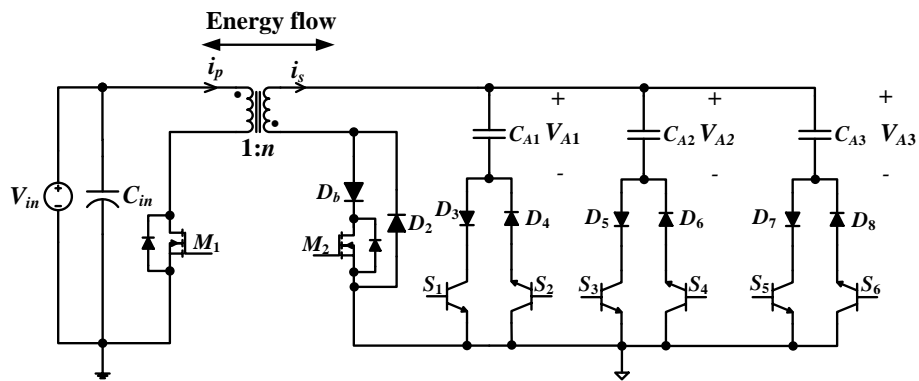 Energy flow
i_p
i_s
1:n
V_in
C_in
M_1
D_b
M_2
D_2
+
C_A1 V_A1
-
D_3
D_4
S_1
S_2
+
C_A2 V_A2
-
D_5
D_6
S_3
S_4
+
C_A3
V_A3
-
D_7
D_8
S_5
S_6